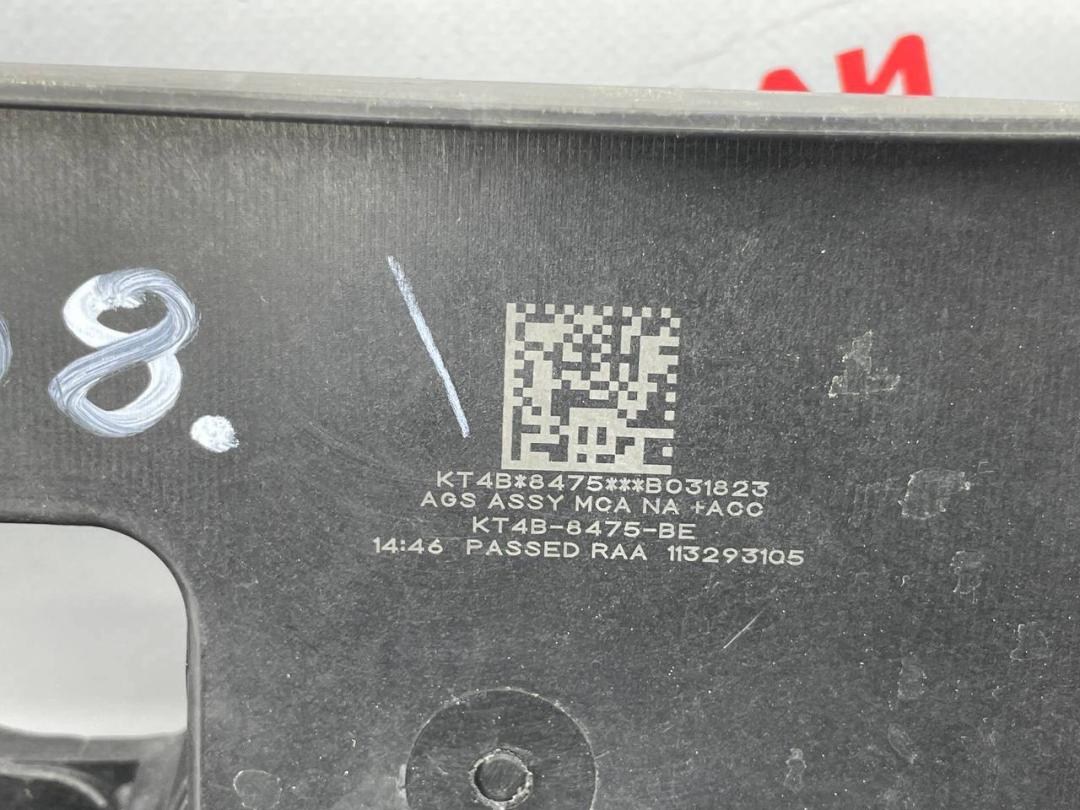 8.
KT4B*8475***B031823
AGS ASSY MCA NA +ACC
KT4B-8475-BE
14:46 PASSED RAA 113293105